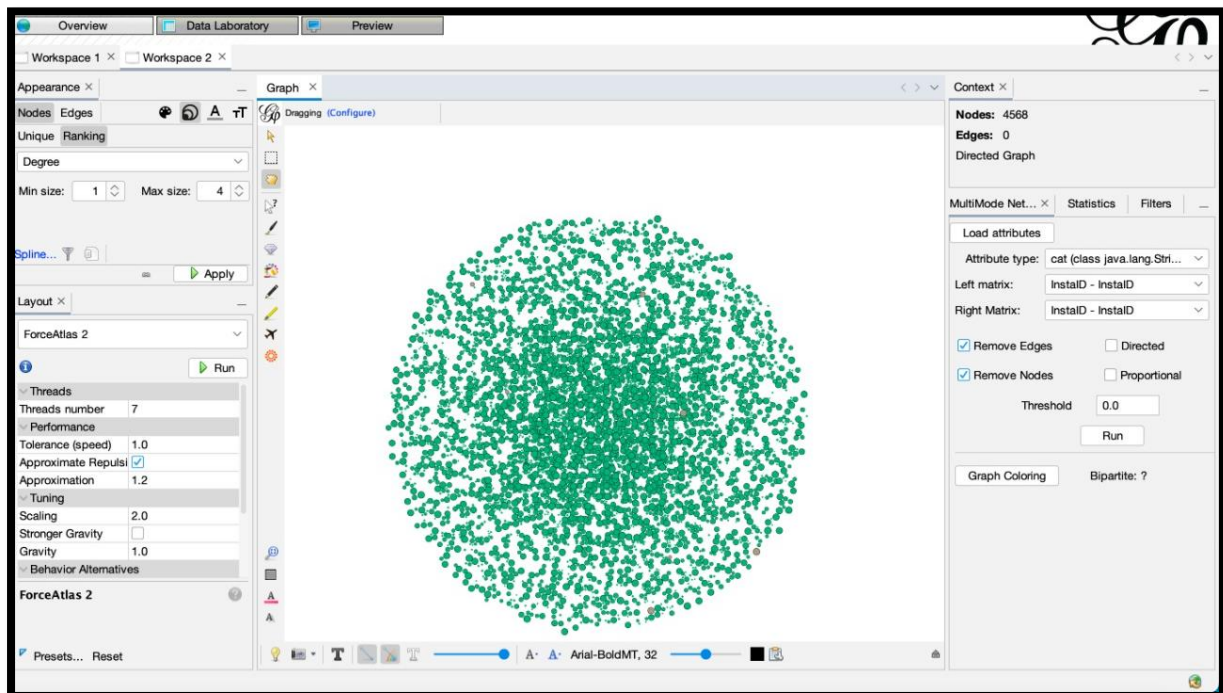 Overview
Data Laboratory
Preview
Workspace 1 ×
Workspace 2 ×
Appearance ×
Nodes Edges
Unique Ranking
Degree
Min size: 1 Max size: 4
Spline...
Apply
Layout ×
ForceAtlas 2
Run
Threads
Threads number 7
Performance
Tolerance (speed) 1.0
Approximate Repulsi
Approximation 1.2
Tuning
Scaling 2.0
Stronger Gravity
Gravity 1.0
Behavior Alternatives
ForceAtlas 2
Presets... Reset
Graph ×
Dragging (Configure)
Arial-BoldMT, 32
Context ×
Nodes: 4568
Edges: 0
Directed Graph
MultiMode Net... × Statistics Filters
Load attributes
Attribute type: cat (class java.lang.Stri...
Left matrix: InstaID - InstaID
Right Matrix: InstaID - InstaID
Remove Edges Directed
Remove Nodes Proportional
Threshold 0.0
Run
Graph Coloring Bipartite: ?